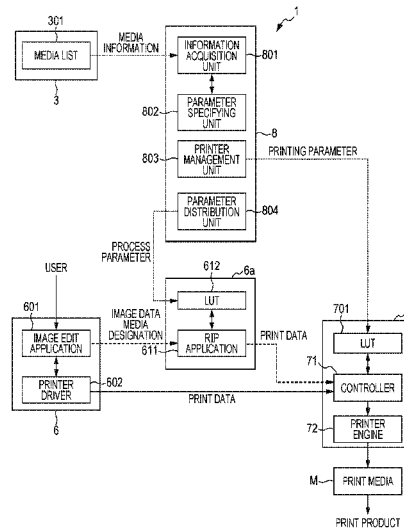 1
301
MEDIA LIST
3
MEDIA
INFORMATION
INFORMATION
ACQUISITION
UNIT
801
802
PARAMETER
SPECIFYING
UNIT
8
803
PRINTER
MANAGEMENT
UNIT
PRINTING PARAMETER
PARAMETER
DISTRIBUTION
UNIT
804
PROCESS
PARAMETER
USER
601
IMAGE EDIT
APPLICATION
PRINTER
DRIVER
602
6
IMAGE DATA
MEDIA
DESIGNATION
612
6a
LUT
RIP
APPLICATION
611
PRINT DATA
PRINT DATA
701
LUT
71
CONTROLLER
72
PRINTER
ENGINE
M
PRINT MEDIA
PRINT PRODUCT